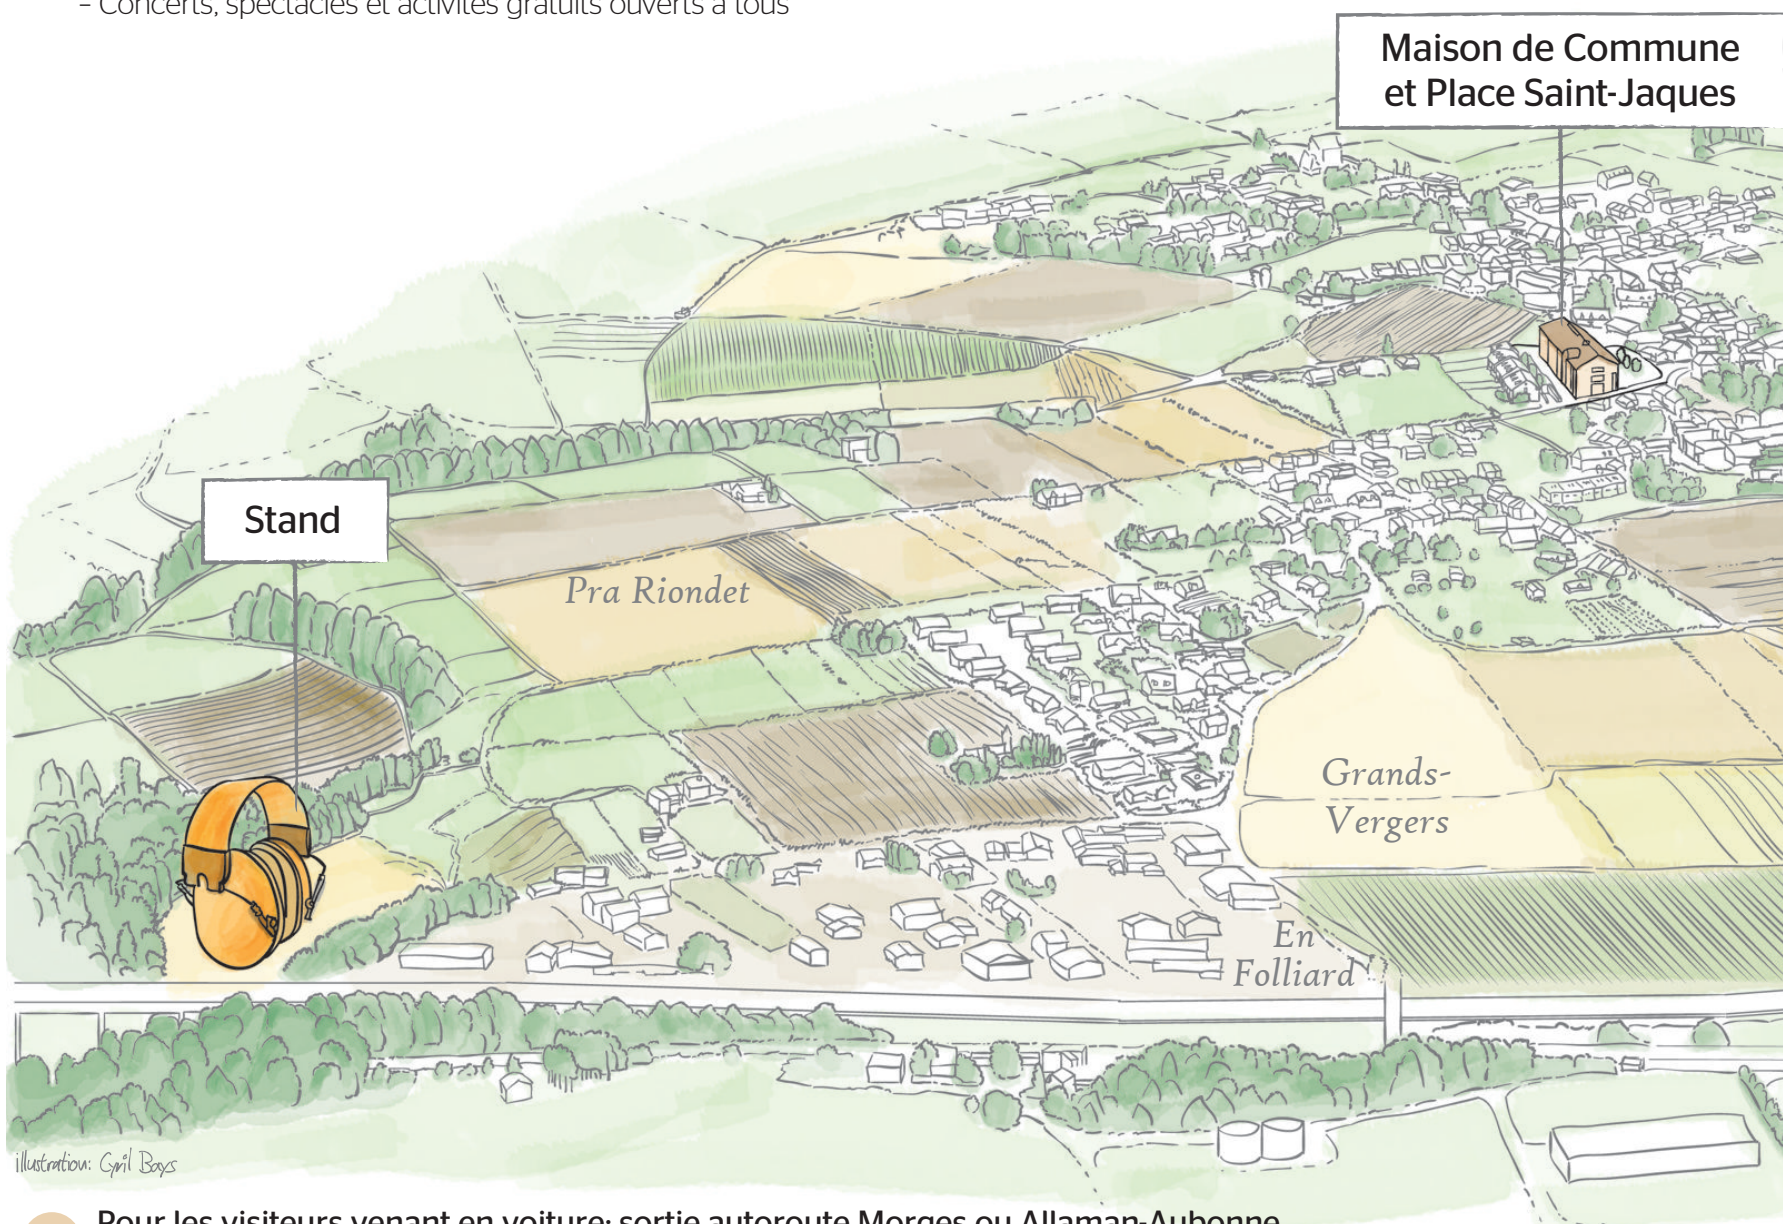 – Concerts, spectacles et activités gratuits ouverts à tous
Maison de Commune
et Place Saint-Jaques
Stand
Pra Riondet
Grands-
Vergers
En
Folliard
illustration: Cyril Bays
Pour les visiteurs venant en voiture: sortie autoroute Morges ou Allaman-Aubonne